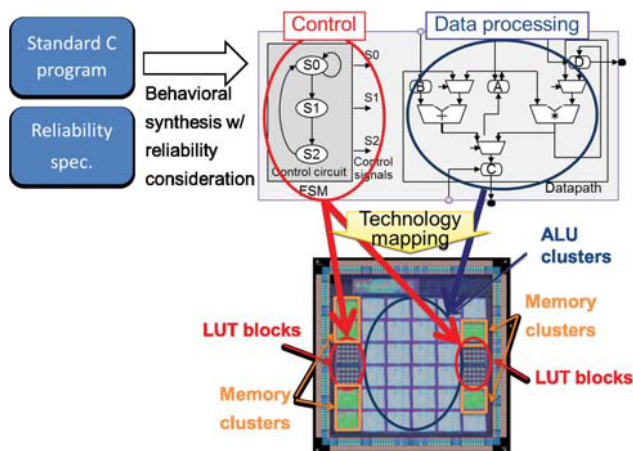 Standard C
program
Reliability
spec.
Behavioral
synthesis w/
reliability
consideration
Control
Data processing
S0
S1
S2
S0
S1
S2
Control circuit
Control
signals
FSM
B
A
D
+
*
C
Datapath
Technology
mapping
ALU
clusters
LUT blocks
Memory
clusters
Memory
clusters
LUT blocks